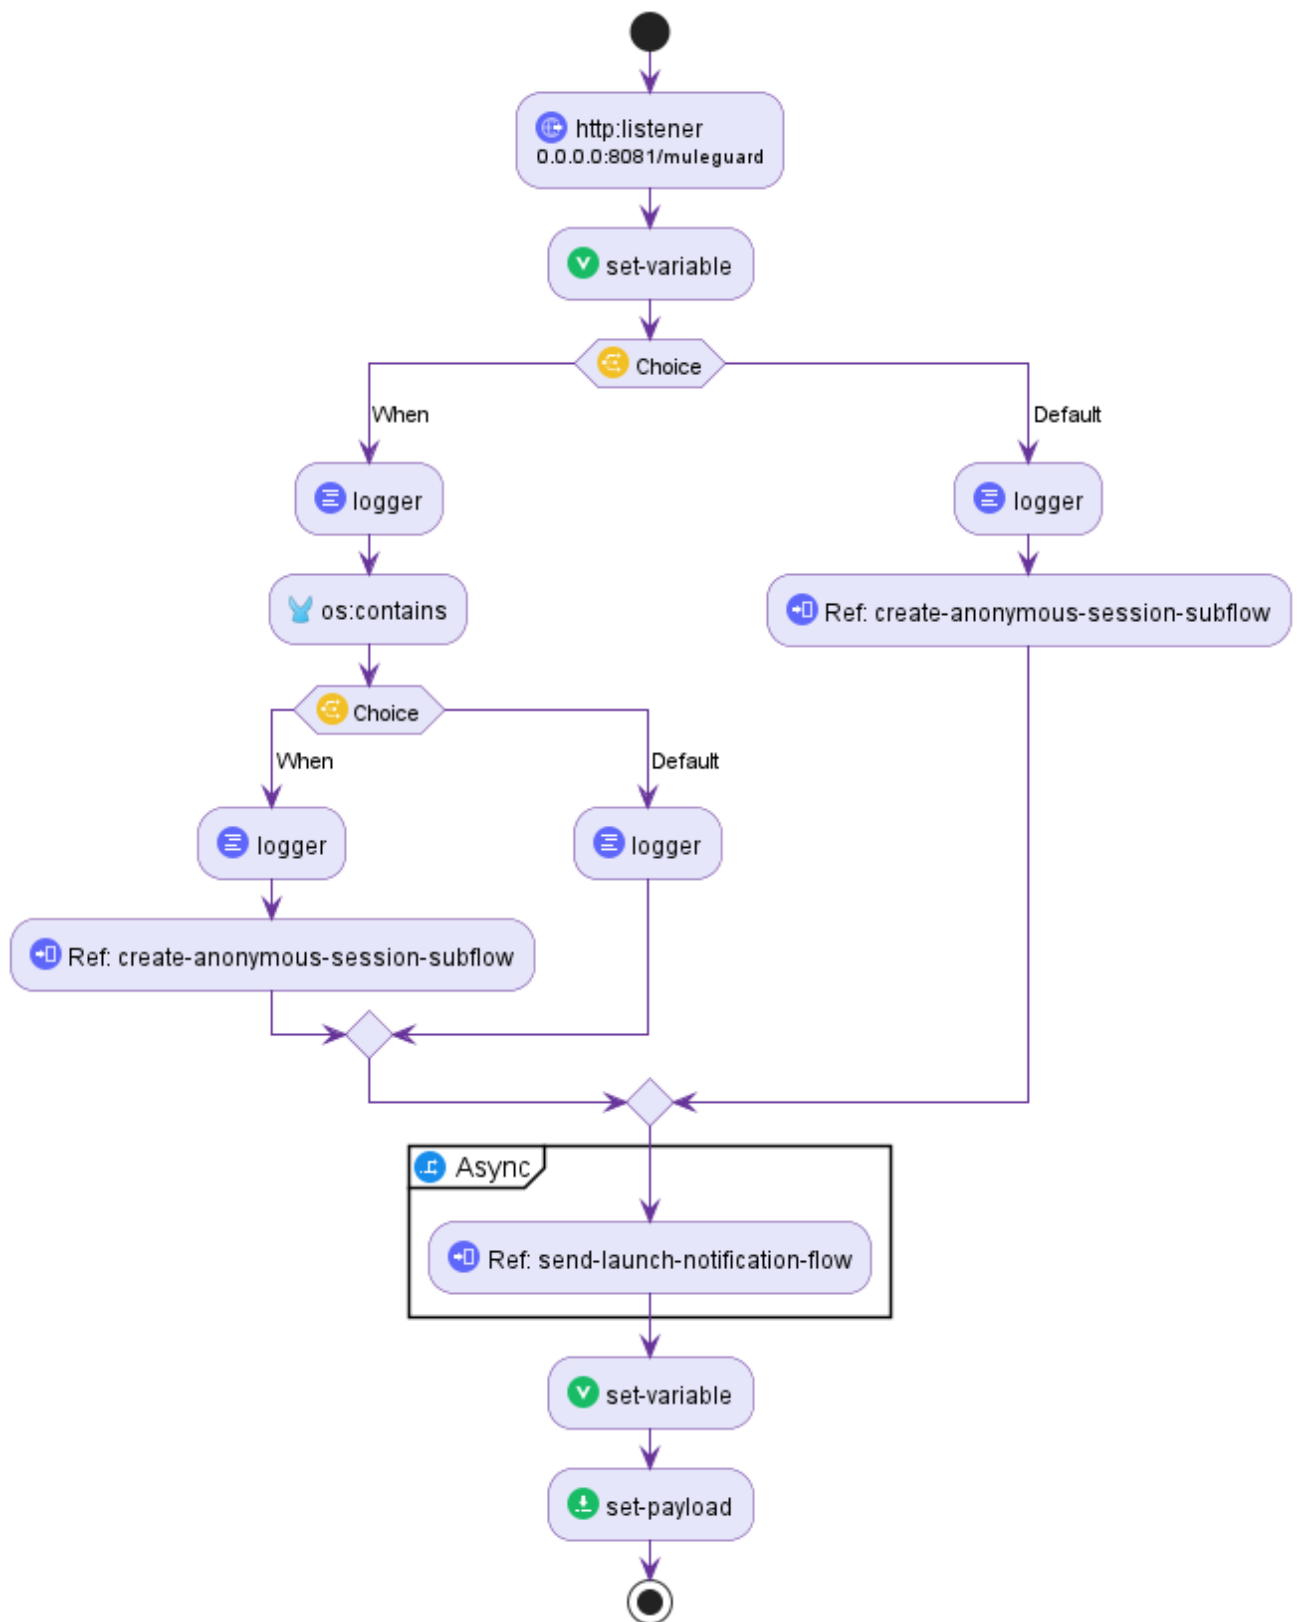 http:listener
0.0.0.0:8081/muleguard
set-variable
Choice
When
Default
logger
logger
os:contains
Ref: create-anonymous-session-subflow
Choice
When
Default
logger
logger
Ref: create-anonymous-session-subflow
Async
Ref: send-launch-notification-flow
set-variable
set-payload